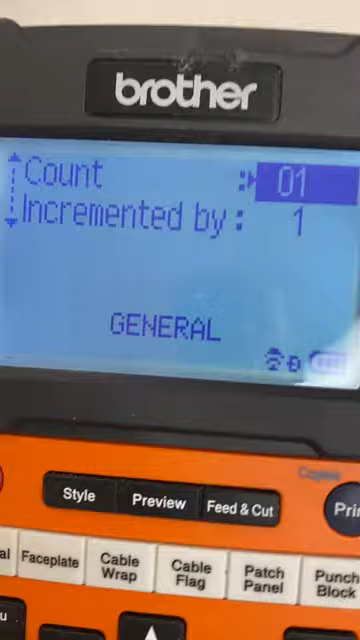 brother
Count : 01
Incremented by : 1
GENERAL
Copies
Style Preview Feed & Cut
Faceplate Cable Wrap Cable Flag Patch Panel Punch Block